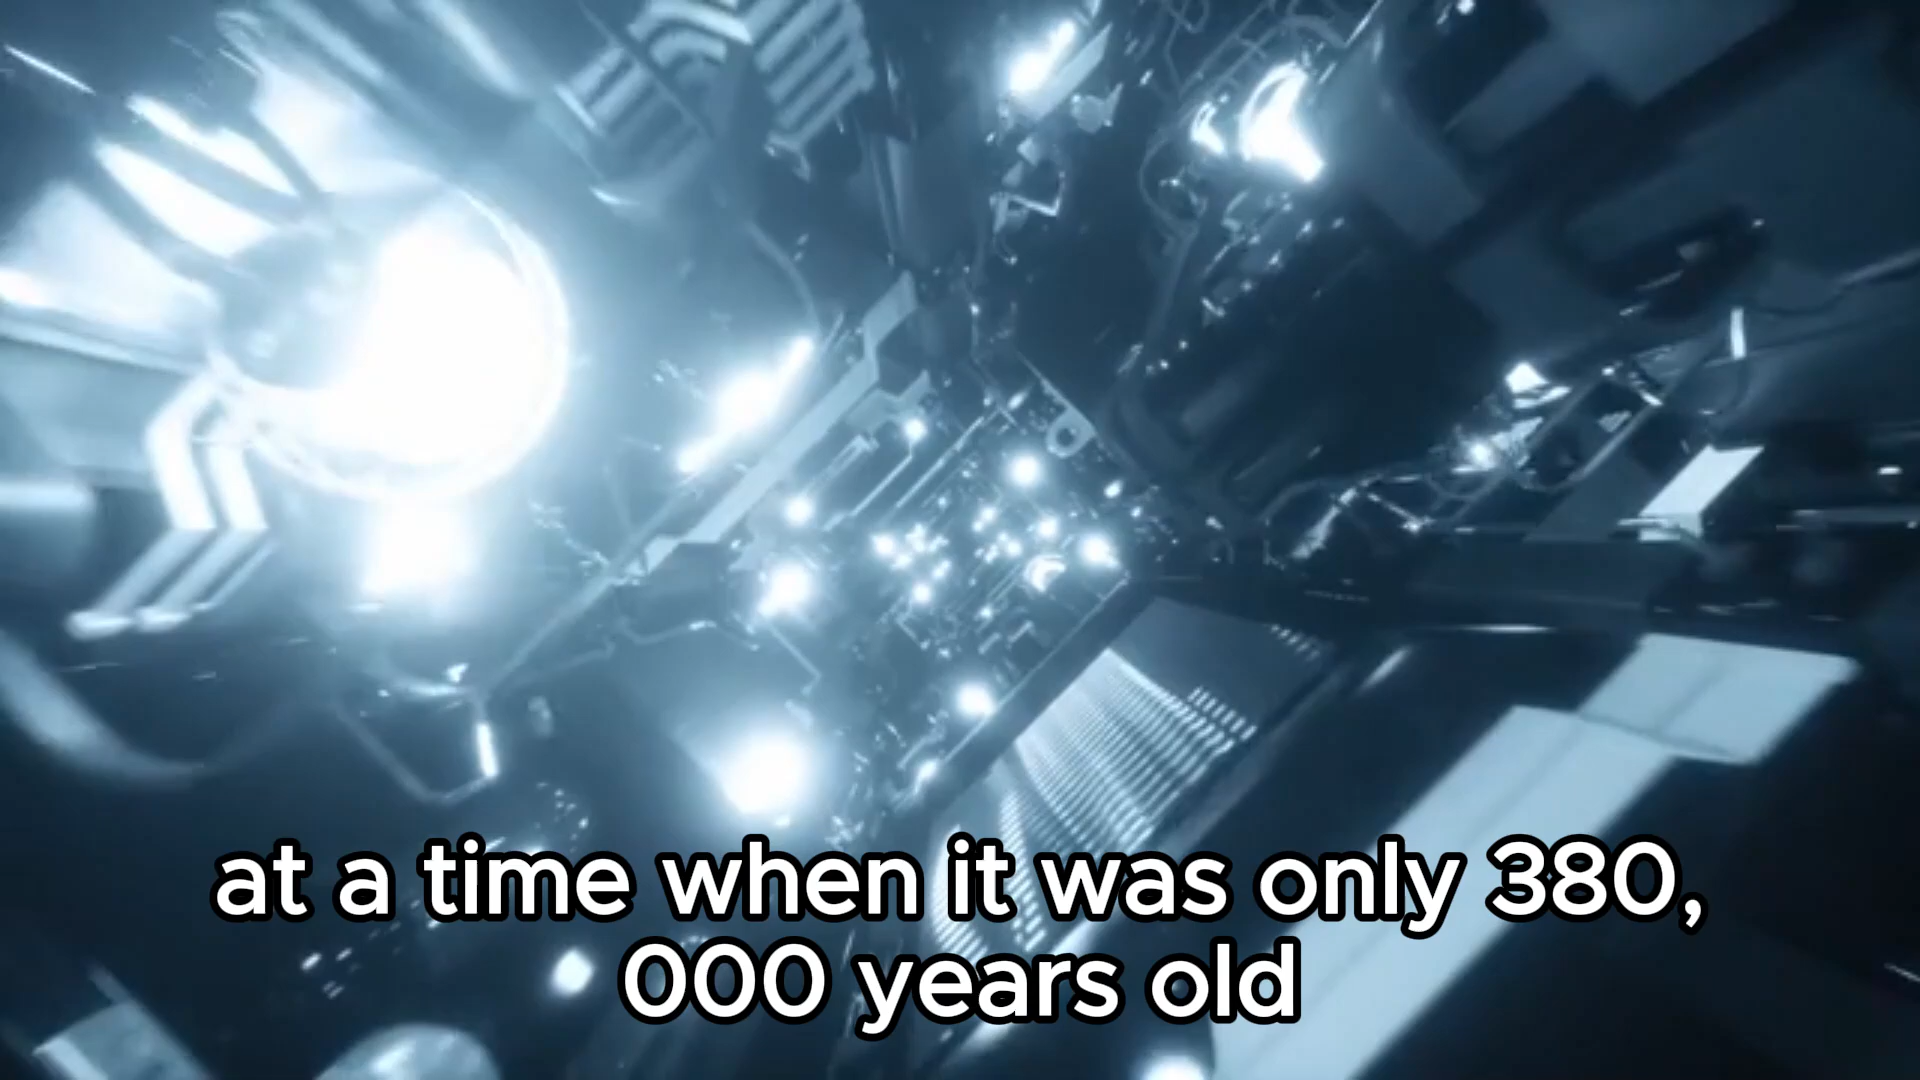 at a time when it was only 380,
000 years old